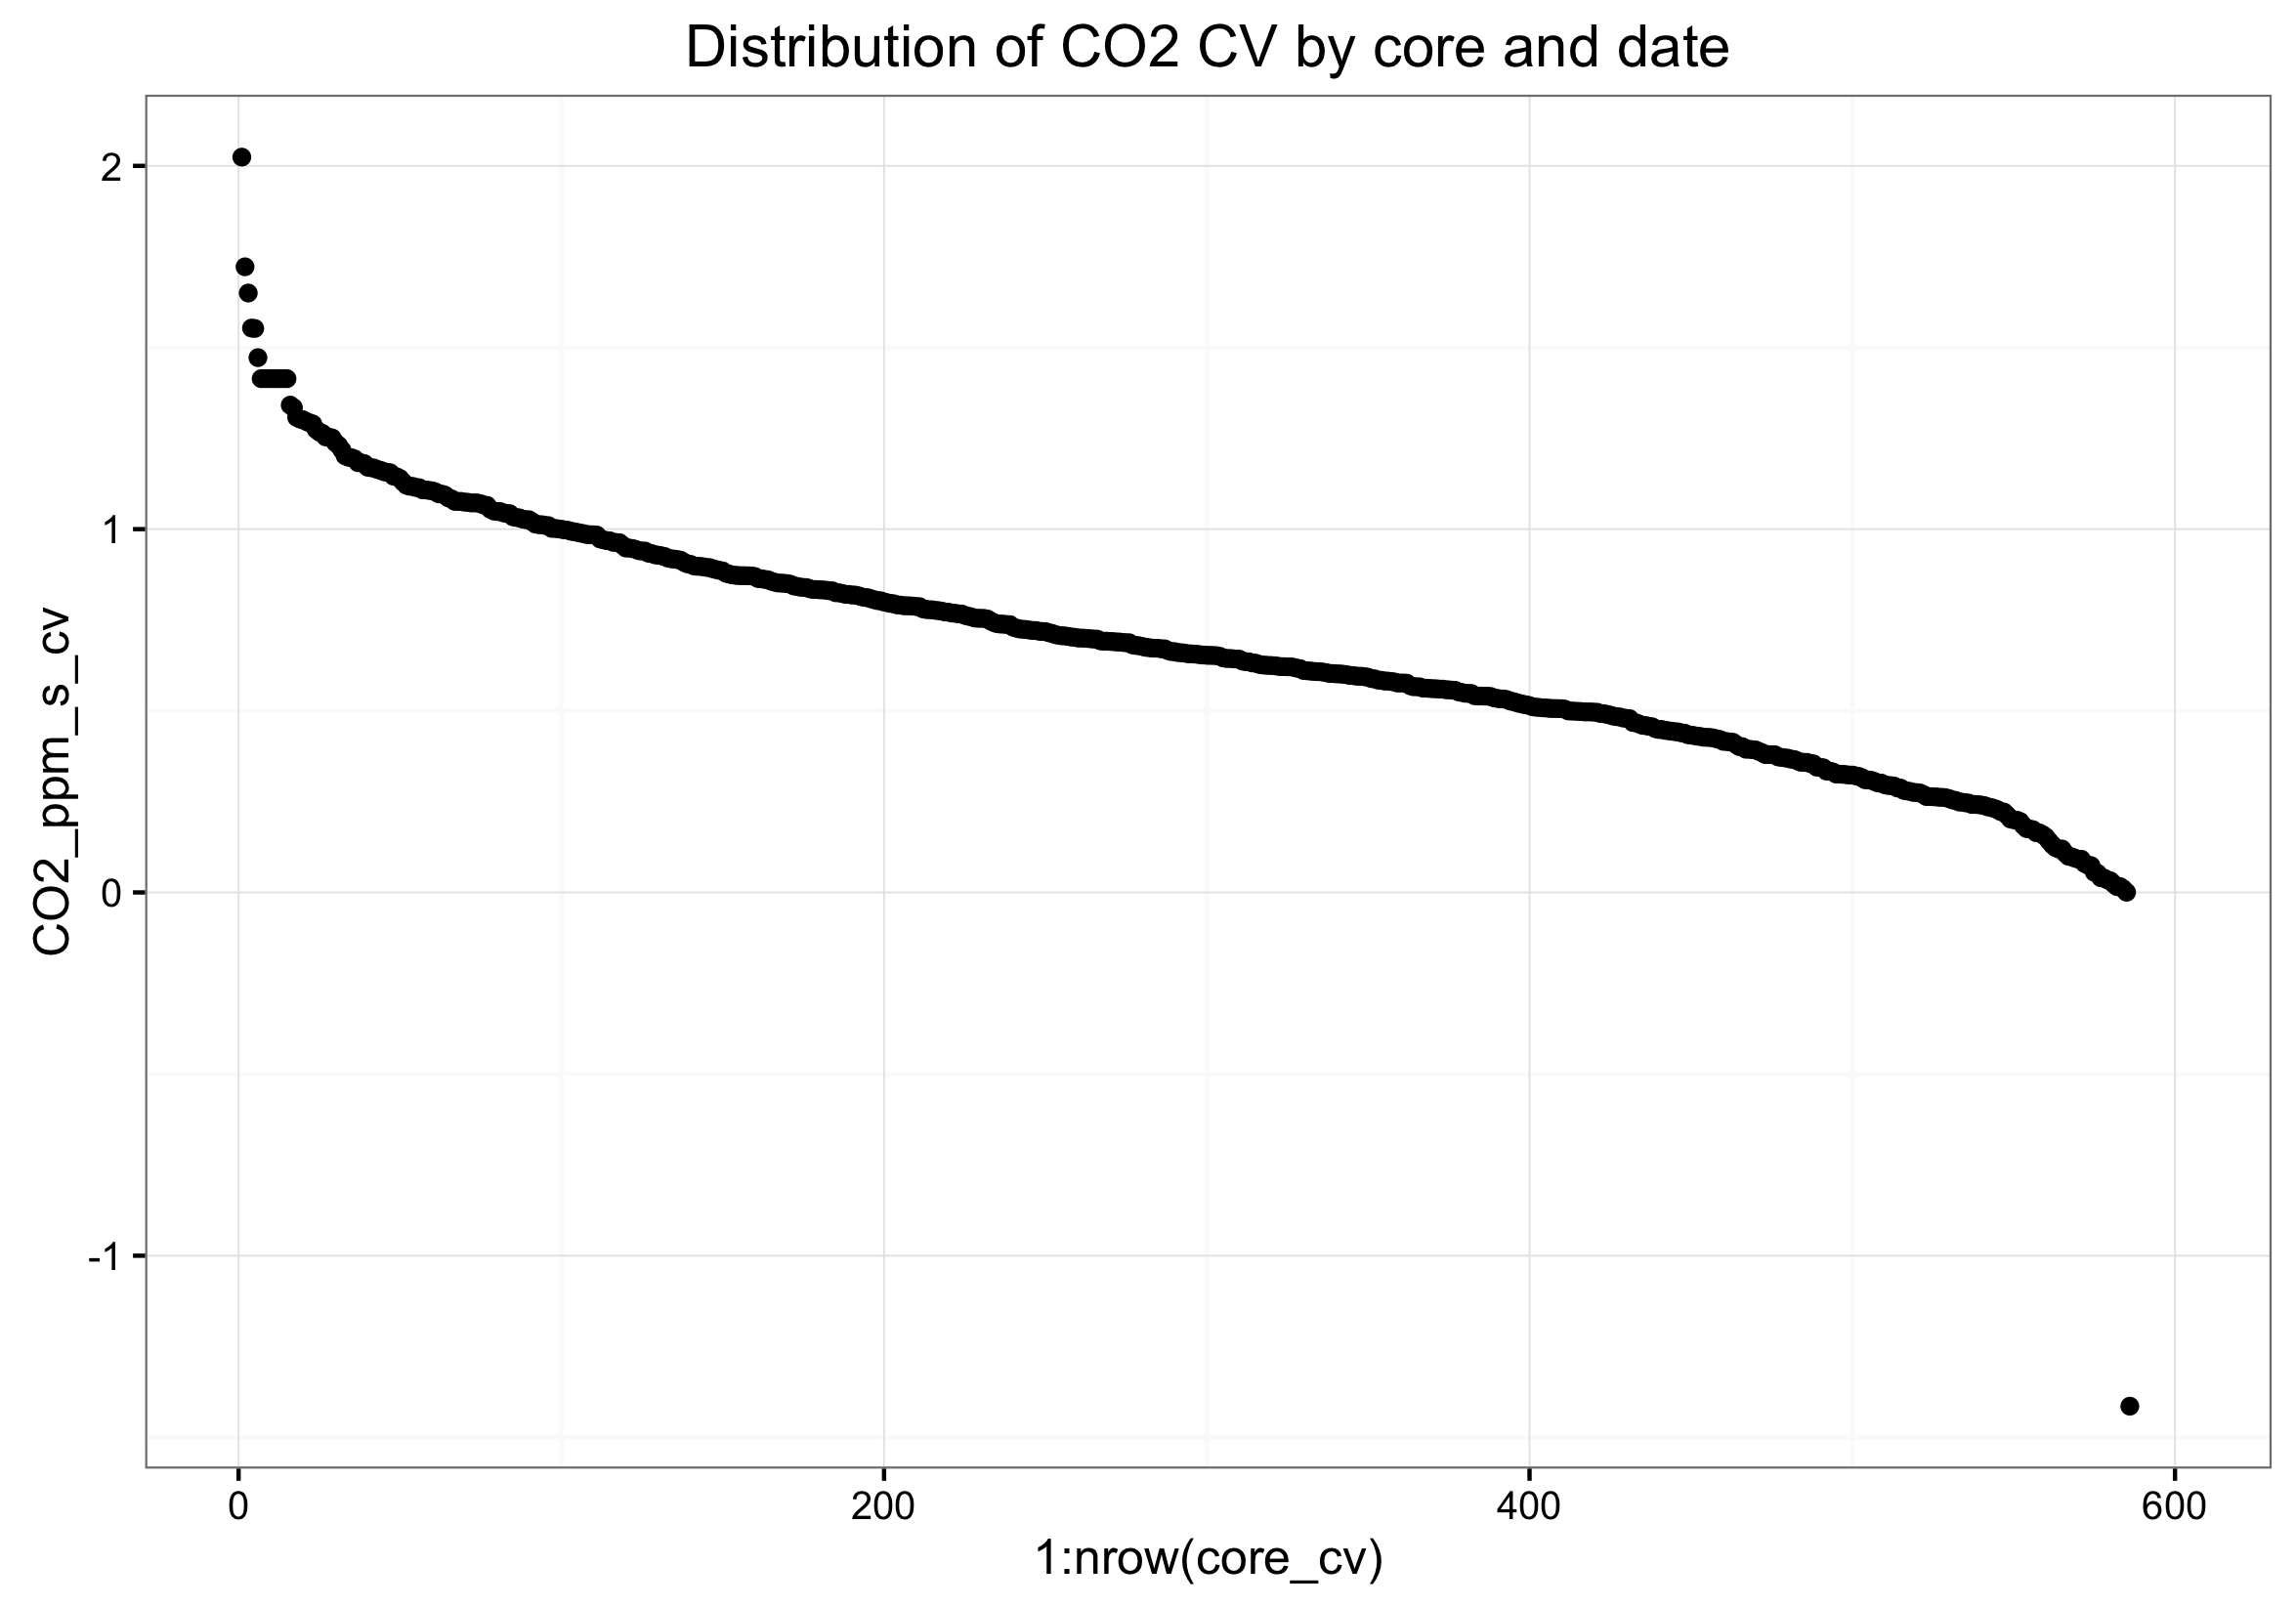 Distribution of CO2 CV by core and date
CO2_ppm_s_cv
2
1
0
-1
0 200 400 600
1:nrow(core_cv)